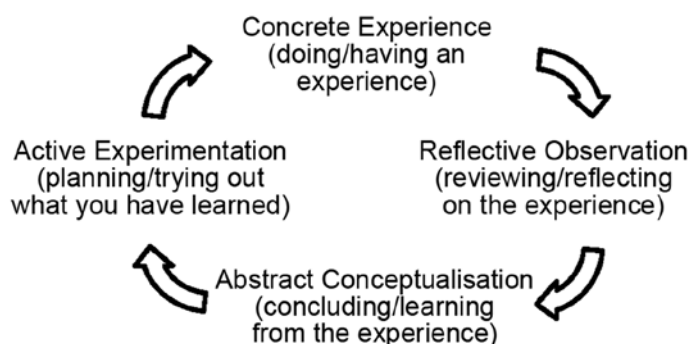 Concrete Experience
(doing/having an
experience)
Reflective Observation
(reviewing/reflecting
on the experience)
Abstract Conceptualisation
(concluding/learning
from the experience)
Active Experimentation
(planning/trying out
what you have learned)